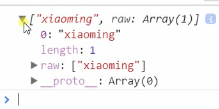 ▼["xiaoming", raw: Array(1)] i
0: "xiaoming"
length: 1
▶ raw: ["xiaoming"]
▶ __proto__: Array(0)
>